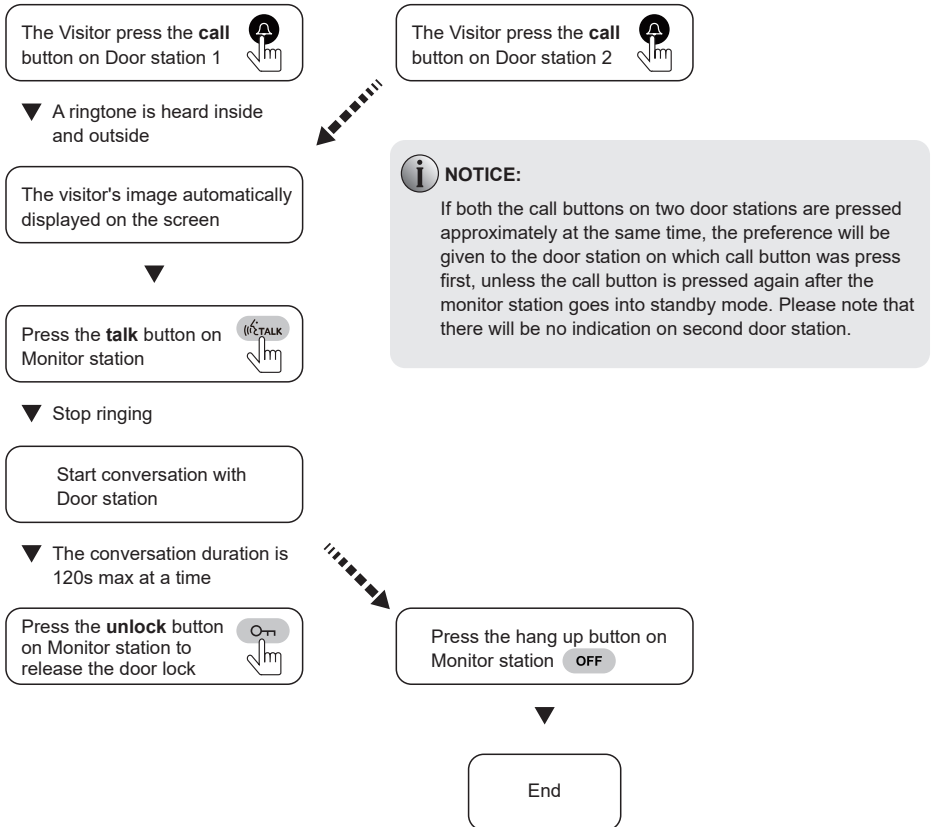 The Visitor press the call
button on Door station 1
The Visitor press the call
button on Door station 2
▼ A ringtone is heard inside
and outside
The visitor's image automatically
displayed on the screen
i NOTICE:
If both the call buttons on two door stations are pressed
approximately at the same time, the preference will be
given to the door station on which call button was press
first, unless the call button is pressed again after the
monitor station goes into standby mode. Please note that
there will be no indication on second door station.
Press the talk button on
Monitor station
TALK
▼ Stop ringing
Start conversation with
Door station
▼ The conversation duration is
120s max at a time
Press the unlock button
on Monitor station to
release the door lock
Press the hang up button on
Monitor station OFF
End